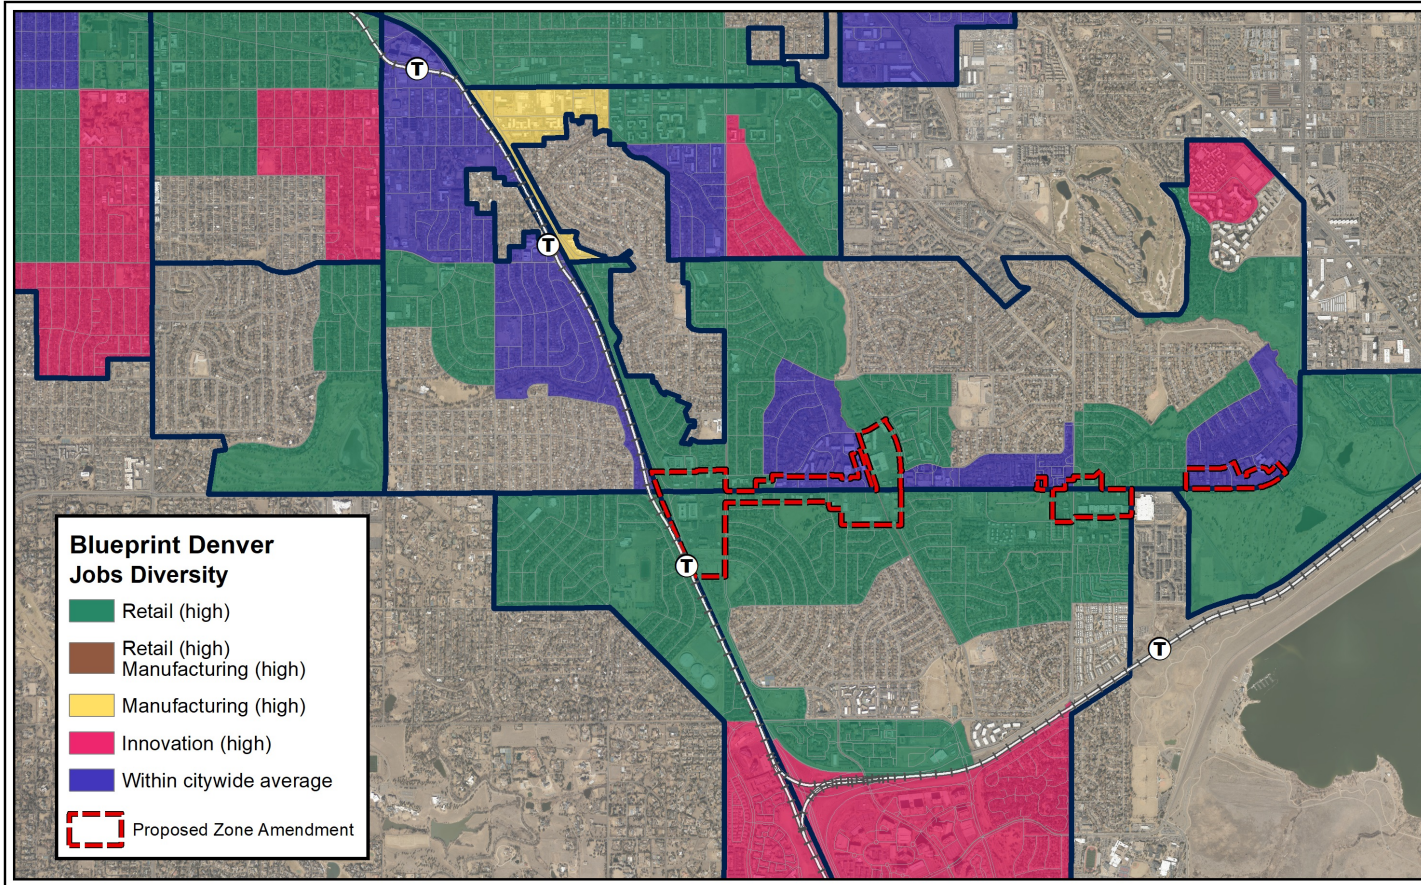 T
T
T
T
Blueprint Denver
Jobs Diversity
Retail (high)
Retail (high)
Manufacturing (high)
Manufacturing (high)
Innovation (high)
Within citywide average
Proposed Zone Amendment